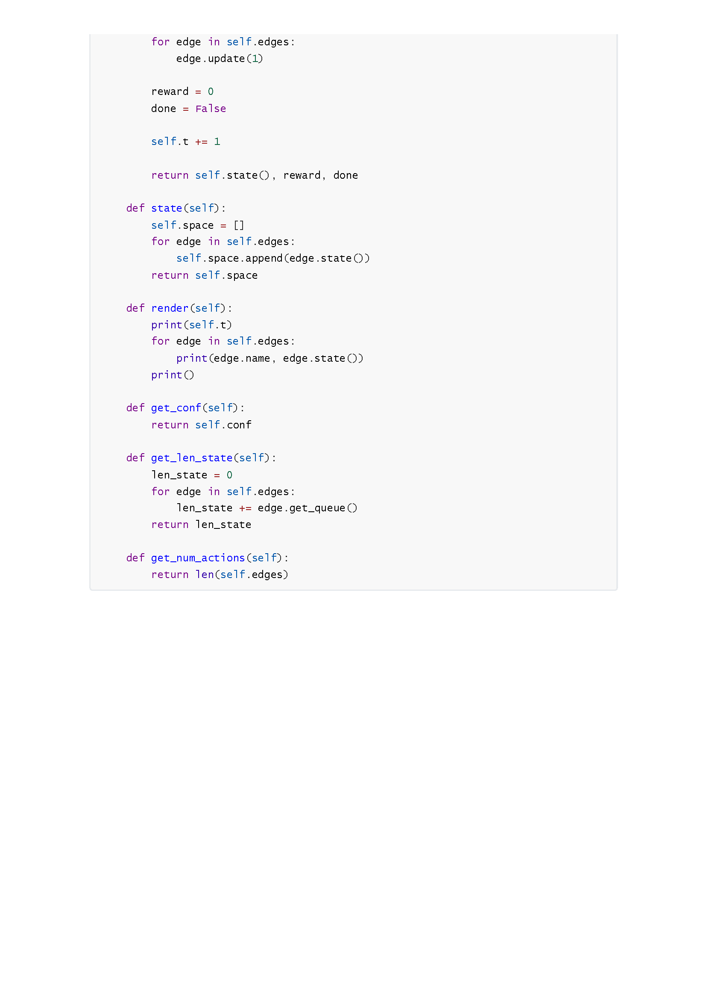 for edge in self.edges:
edge.update(1)
reward = 0
done = False
self.t += 1
return self.state(), reward, done
def state(self):
self.space = []
for edge in self.edges:
self.space.append(edge.state())
return self.space
def render(self):
print(self.t)
for edge in self.edges:
print(edge.name, edge.state())
print()
def get_conf(self):
return self.conf
def get_len_state(self):
len_state = 0
for edge in self.edges:
len_state += edge.get_queue()
return len_state
def get_num_actions(self):
return len(self.edges)